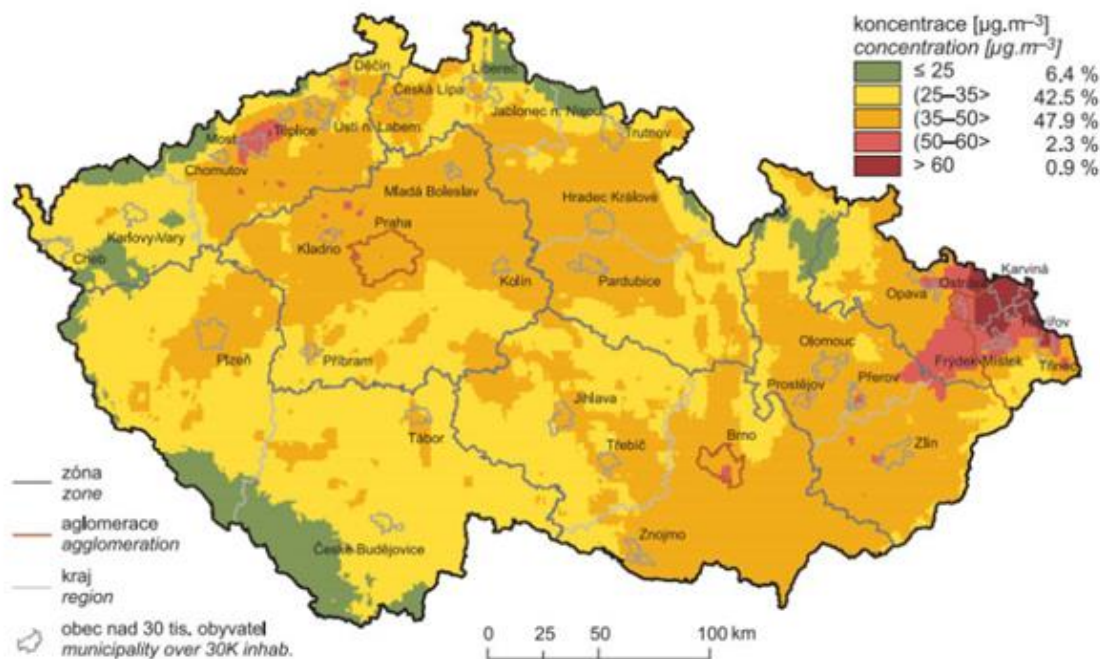 koncentrace [µg.m–3]
concentration [µg.m–3]
≤ 25 6.4 %
(25–35> 42.5 %
(35–50> 47.9 %
(50–60> 2.3 %
> 60 0.9 %
Děčín
Liberec
Česká Lípa
Jablonec n. Nisou
Teplice
Ústí n. Labem
Most
Trutnov
Chomutov
Mladá Boleslav
Hradec Králové
Karlovy Vary
Praha
Kladno
Cheb
Kolín
Pardubice
Karviná
Opava
Ostrava
Havířov
Plzeň
Příbram
Olomouc
Frýdek-Místek
Třinec
Prostějov
Přerov
Jihlava
Tábor
Brno
Zlín
Třebíč
Znojmo
České Budějovice
zóna
zone
aglomerace
agglomeration
kraj
region
obec nad 30 tis. obyvatel
municipality over 30K inhab.
0 25 50 100 km